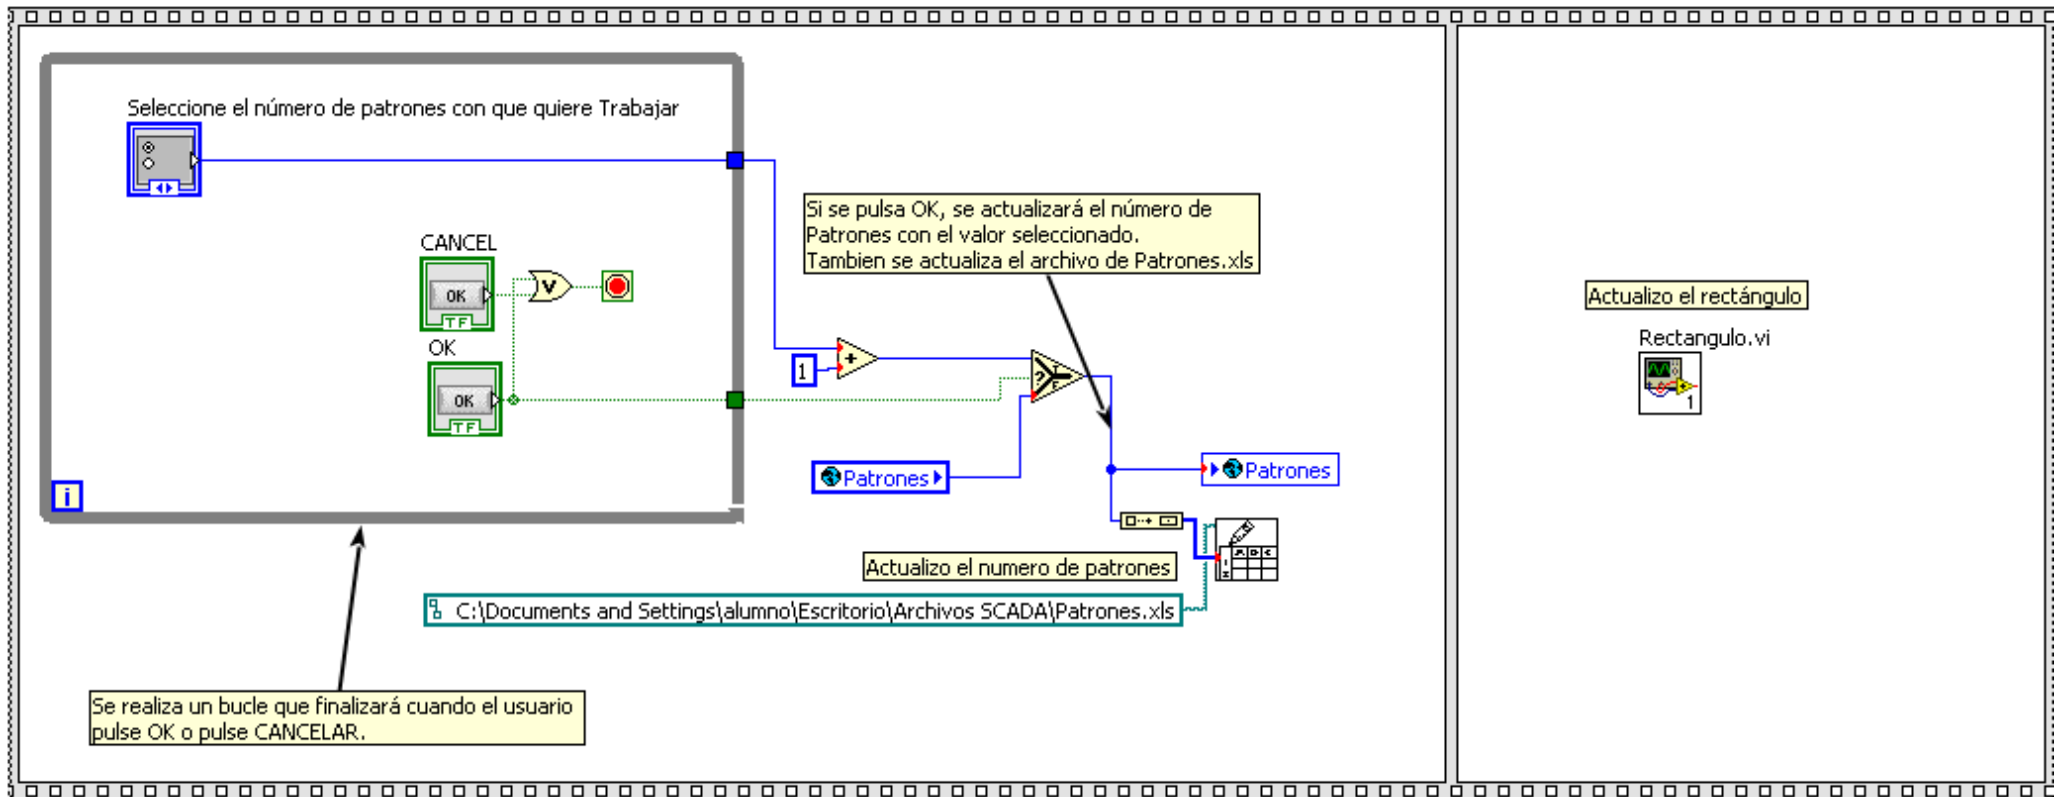 Seleccione el número de patrones con que quiere Trabajar
CANCEL
OK
TF
OK
OK
TF
i
Si se pulsa OK, se actualizará el número de
Patrones con el valor seleccionado.
Tambien se actualiza el archivo de Patrones.xls
1
+
?
T
F
V
Patrones
Patrones
Actualizo el numero de patrones
C:\Documents and Settings\alumno\Escritorio\Archivos SCADA\Patrones.xls
Se realiza un bucle que finalizará cuando el usuario
pulse OK o pulse CANCELAR.
Actualizo el rectángulo
Rectangulo.vi
1